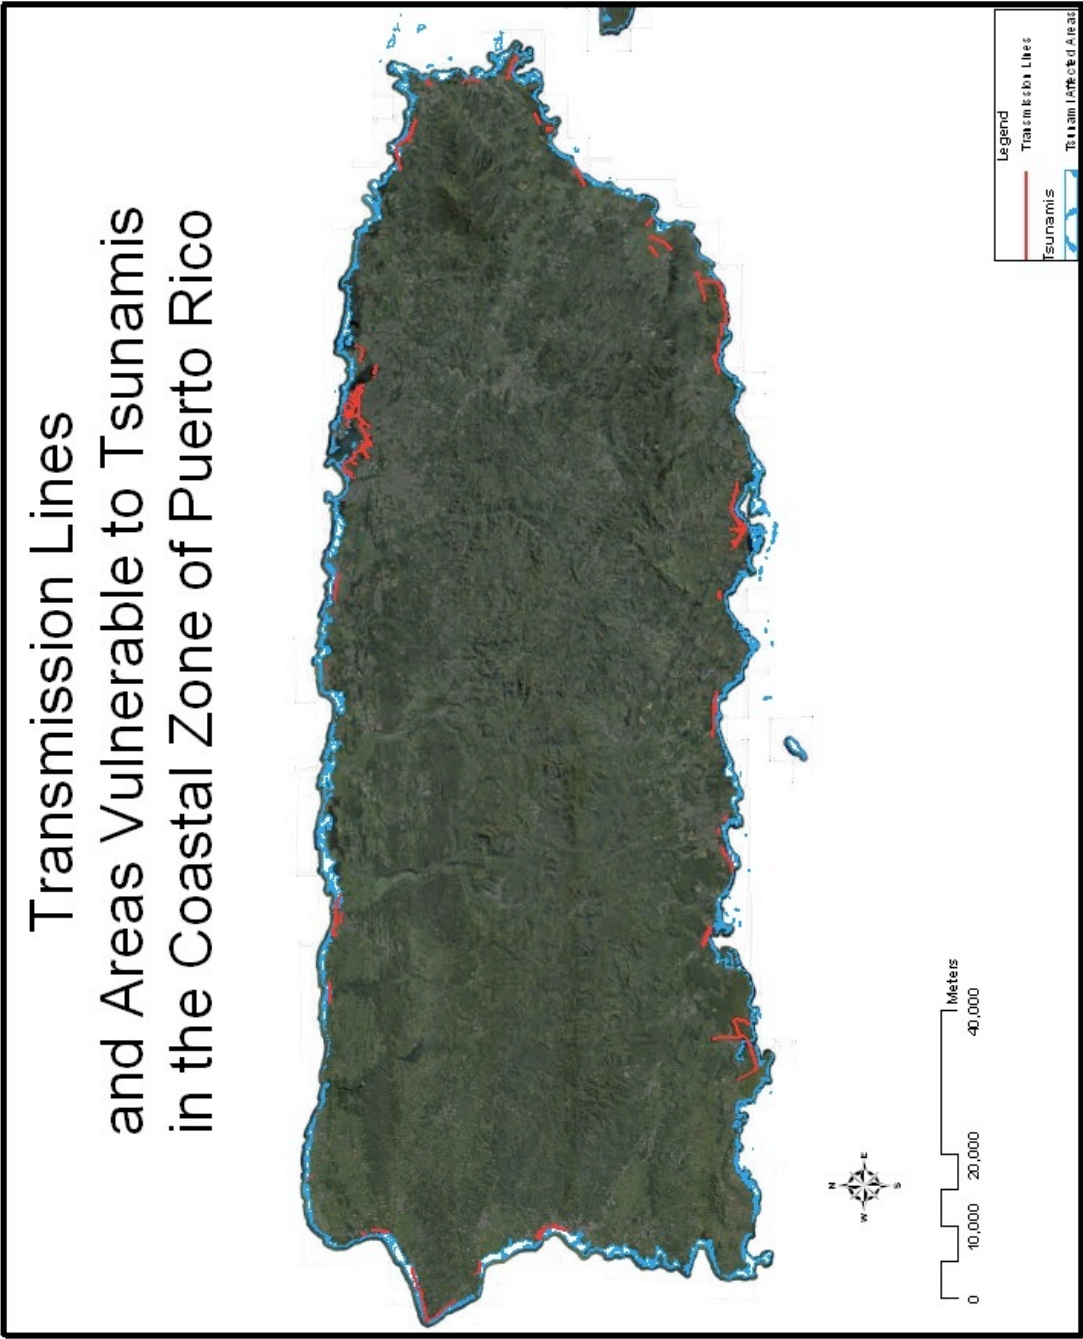 Transmission Lines
and Areas Vulnerable to Tsunamis
in the Coastal Zone of Puerto Rico
Legend
Transmission Lines
Tsunamis
Tsunami Affected Areas
N
W
E
S
Meters
0
10,000
20,000
40,000